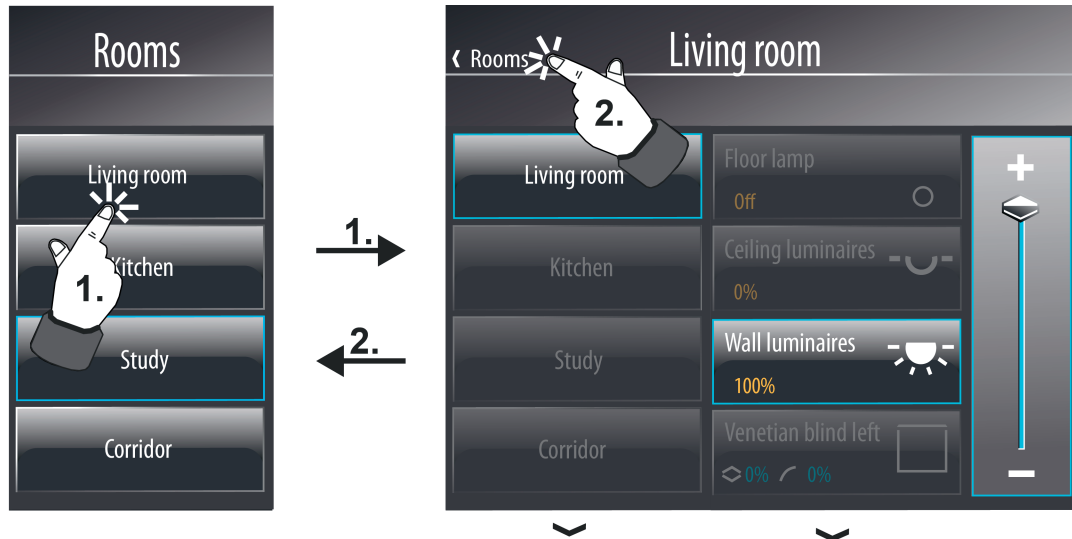 Rooms
Living room
Kitchen
1.
Study
Corridor
1.
2.
‹ Rooms
Living room
2.
Living room
Kitchen
Study
Corridor
Floor lamp
Off
Ceiling luminaires
0%
Wall luminaires
100%
Venetian blind left
0% 0%
+
−